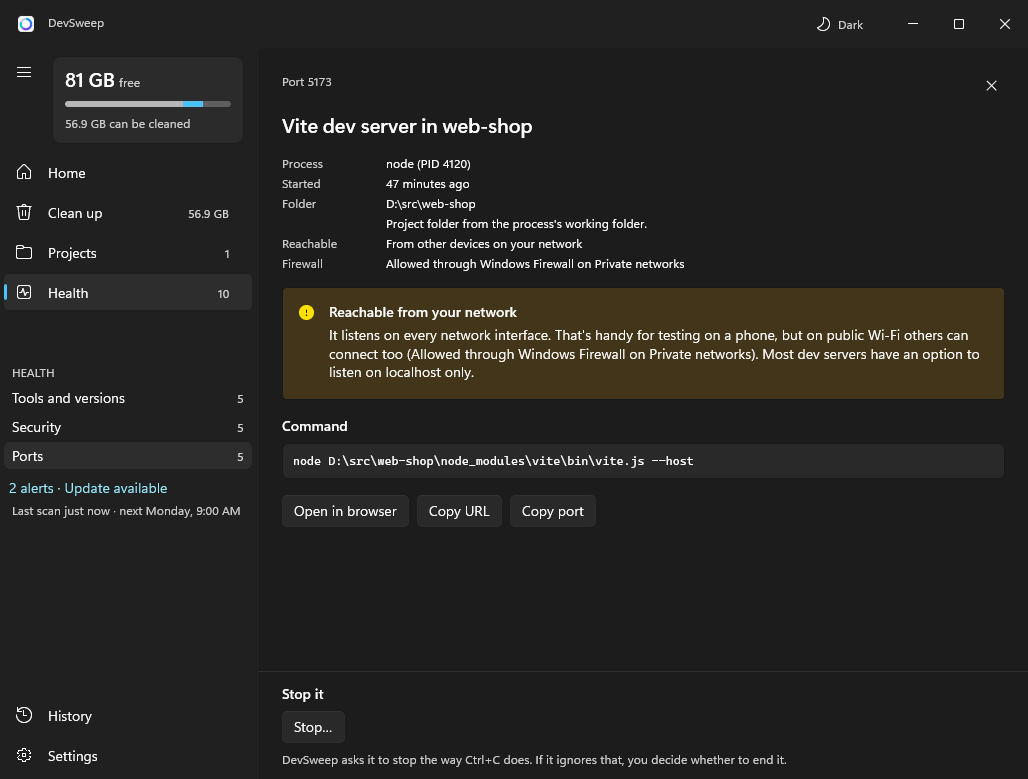 DevSweep
Dark
81 GB free
56.9 GB can be cleaned
Home
Clean up 56.9 GB
Projects 1
Health 10
HEALTH
Tools and versions 5
Security 5
Ports 5
2 alerts · Update available
Last scan just now · next Monday, 9:00 AM
History
Settings
Port 5173
Vite dev server in web-shop
Process node (PID 4120)
Started 47 minutes ago
Folder D:\src\web-shop
Project folder from the process's working folder.
Reachable From other devices on your network
Firewall Allowed through Windows Firewall on Private networks
Reachable from your network
It listens on every network interface. That's handy for testing on a phone, but on public Wi-Fi others can
connect too (Allowed through Windows Firewall on Private networks). Most dev servers have an option to
listen on localhost only.
Command
node D:\src\web-shop\node_modules\vite\bin\vite.js --host
Open in browser Copy URL Copy port
Stop it
Stop...
DevSweep asks it to stop the way Ctrl+C does. If it ignores that, you decide whether to end it.